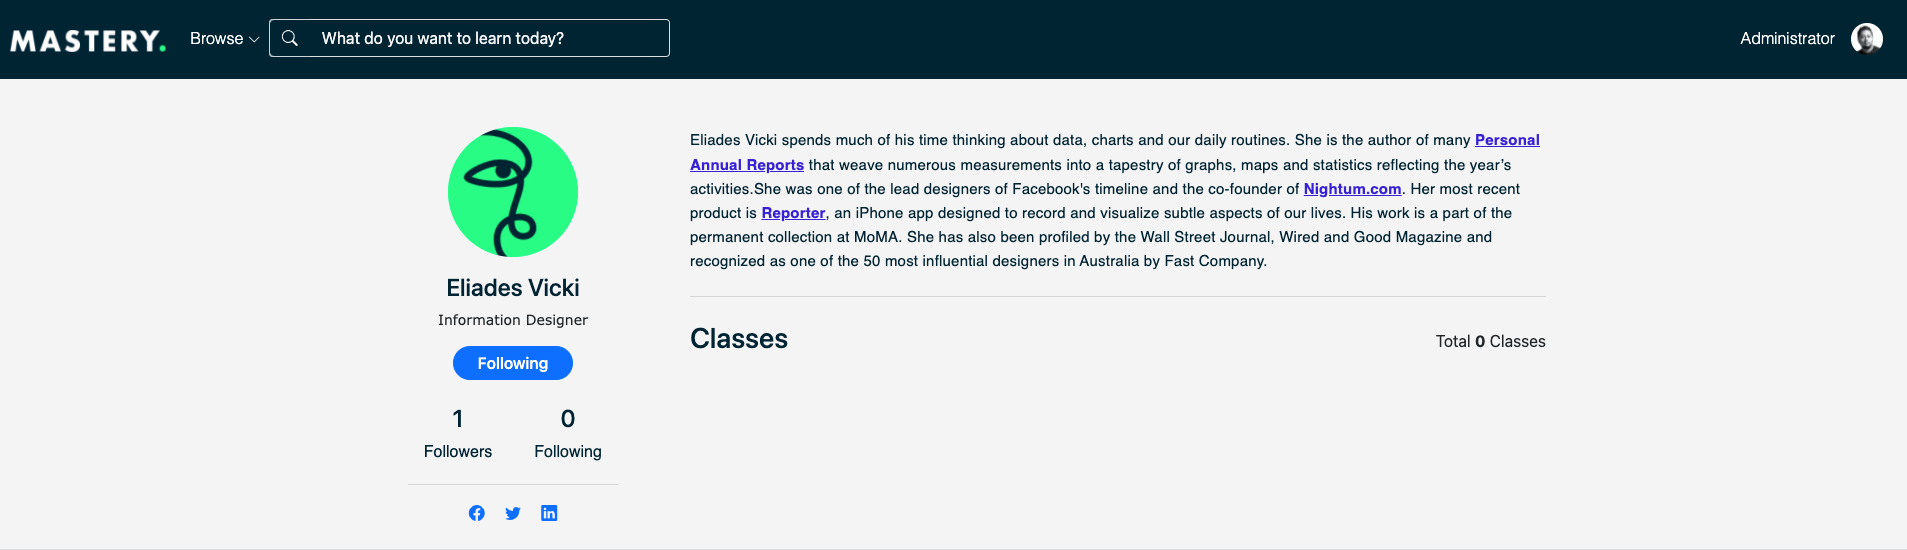 MASTERY.
Browse
What do you want to learn today?
Administrator
Eliades Vicki
Information Designer
Following
1
0
Followers
Following
Eliades Vicki spends much of his time thinking about data, charts and our daily routines. She is the author of many Personal
Annual Reports that weave numerous measurements into a tapestry of graphs, maps and statistics reflecting the year’s
activities.She was one of the lead designers of Facebook's timeline and the co-founder of Nightum.com. Her most recent
product is Reporter, an iPhone app designed to record and visualize subtle aspects of our lives. His work is a part of the
permanent collection at MoMA. She has also been profiled by the Wall Street Journal, Wired and Good Magazine and
recognized as one of the 50 most influential designers in Australia by Fast Company.
Classes
Total 0 Classes